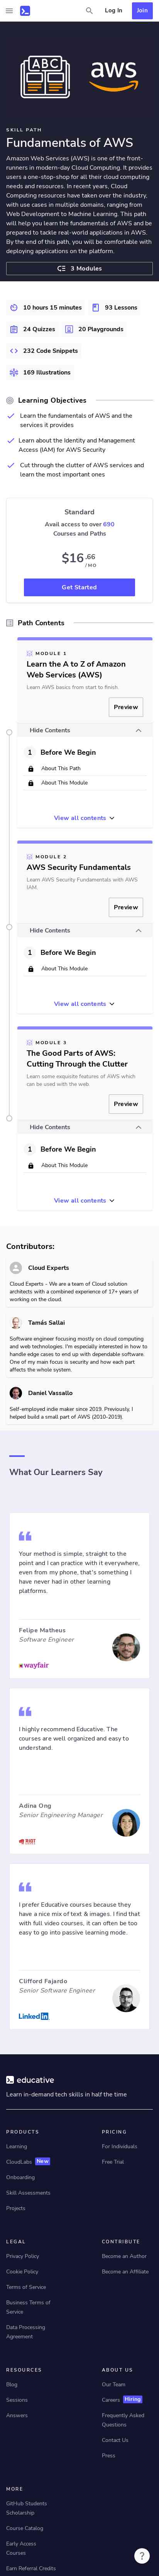 Log In
Join
ABC
aws
SKILL PATH
Fundamentals of AWS
Amazon Web Services (AWS) is one of the front-
runners in modern-day Cloud Computing. It provides
users with a one-stop-shop for all their cloud computing
needs and resources. In recent years, Cloud
Computing resources have taken over the industry,
with use cases in multiple domains, ranging from
Web Development to Machine Learning. This path
will help you learn the fundamentals of AWS and be
prepared to tackle real-world applications in AWS.
By the end of this path, you will be comfortable with
deploying applications on the platform.
3 Modules
10 hours 15 minutes
93 Lessons
24 Quizzes
20 Playgrounds
232 Code Snippets
169 Illustrations
Learning Objectives
Learn the fundamentals of AWS and the
services it provides
Learn about the Identity and Management
Access (IAM) for AWS Security
Cut through the clutter of AWS services and
learn the most important ones
Standard
Avail access to over 690
Courses and Paths
$16 .66
/ MO
Get Started
Path Contents
MODULE 1
Learn the A to Z of Amazon
Web Services (AWS)
Learn AWS basics from start to finish.
Preview
Hide Contents
1 Before We Begin
About This Path
About This Module
View all contents
MODULE 2
AWS Security Fundamentals
Learn AWS Security Fundamentals with AWS
IAM.
Preview
Hide Contents
1 Before We Begin
About This Module
View all contents
MODULE 3
The Good Parts of AWS:
Cutting Through the Clutter
Learn some exquisite features of AWS which
can be used with the web.
Preview
Hide Contents
1 Before We Begin
About This Module
View all contents
Contributors:
Cloud Experts
Cloud Experts - We are a team of Cloud solution
architects with a combined experience of 17+ years of
working on the cloud.
Tamás Sallai
Software engineer focusing mostly on cloud computing
and web technologies. I'm especially interested in how to
handle edge cases to end up with dependable software.
One of my main focus is security and how each part
affects the whole system.
Daniel Vassallo
Self-employed indie maker since 2019. Previously, I
helped build a small part of AWS (2010-2019).
What Our Learners Say
Your method is simple, straight to the
point and I can practice with it everywhere,
even from my phone, that's something I
have never had in other learning
platforms.
Felipe Matheus
Software Engineer
wayfair
I highly recommend Educative. The
courses are well organized and easy to
understand.
Adina Ong
Senior Engineering Manager
RIOT
I prefer Educative courses because they
have a nice mix of text & images. I find that
with full video courses, it can often be too
easy to go into passive learning mode.
Clifford Fajardo
Senior Software Engineer
Linked in
educative
Learn in-demand tech skills in half the time
PRODUCTS
Learning
CloudLabs New
Onboarding
Skill Assessments
Projects
PRICING
For Individuals
Free Trial
LEGAL
Privacy Policy
Cookie Policy
Terms of Service
Business Terms of
Service
Data Processing
Agreement
CONTRIBUTE
Become an Author
Become an Affiliate
RESOURCES
Blog
Sessions
Answers
ABOUT US
Our Team
Careers Hiring
Frequently Asked
Questions
Contact Us
Press
MORE
GitHub Students
Scholarship
Course Catalog
Early Access
Courses
Earn Referral Credits
?